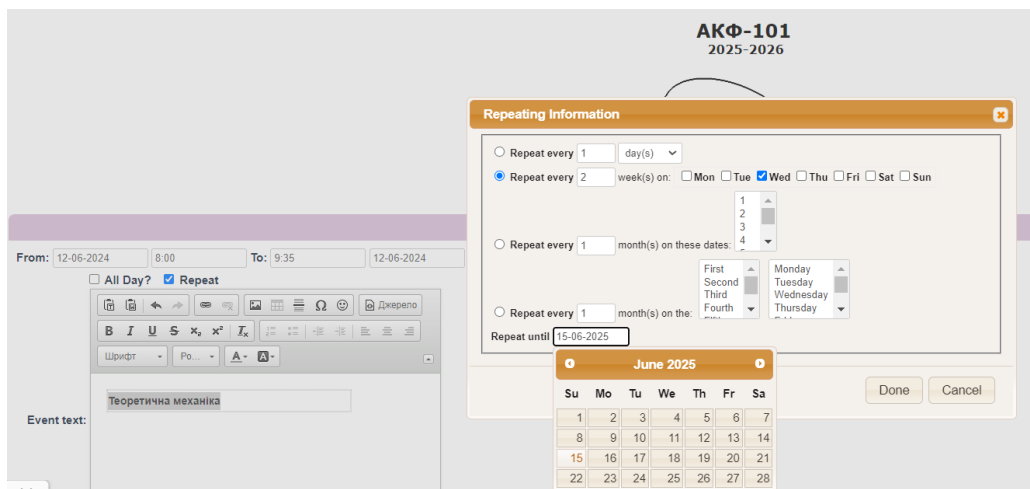 АКФ-101
2025-2026
Repeating Information
Repeat every 1 day(s)
Repeat every 2 week(s) on: Mon Tue Wed Thu Fri Sat Sun
1
2
3
4
Repeat every 1 month(s) on these dates:
First
Second
Third
Fourth
Monday
Tuesday
Wednesday
Thursday
Repeat every 1 month(s) on the:
Repeat until 15-06-2025
June 2025
Su Mo Tu We Th Fr Sa
1 2 3 4 5 6 7
8 9 10 11 12 13 14
15 16 17 18 19 20 21
22 23 24 25 26 27 28
Done Cancel
From: 12-06-2024 8:00 To: 9:35 12-06-2024
All Day? Repeat
Джерело
B I U S x₂ x² Tx
Шрифт Ро... A A
Event text:
Теоретична механіка